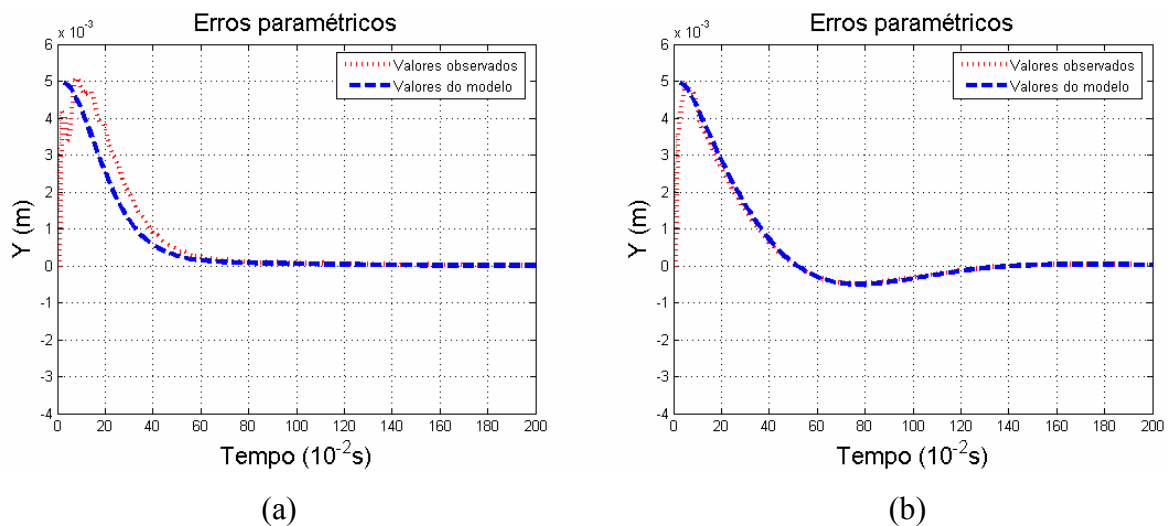 Erros paramétricos
x 10⁻³
6
5
4
3
2
1
0
-1
-2
-3
-4
Y (m)
Valores observados
Valores do modelo
0 20 40 60 80 100 120 140 160 180 200
Tempo (10⁻²s)
(a)
Erros paramétricos
x 10⁻³
6
5
4
3
2
1
0
-1
-2
-3
-4
Y (m)
Valores observados
Valores do modelo
0 20 40 60 80 100 120 140 160 180 200
Tempo (10⁻²s)
(b)